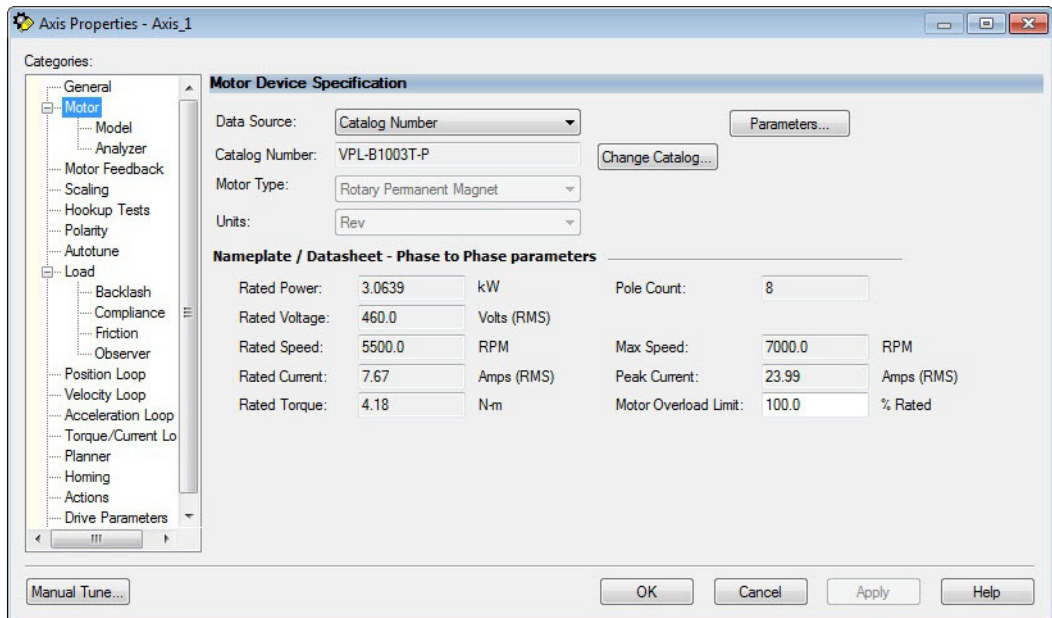 Axis Properties - Axis_1
Categories:
General
Motor
Model
Analyzer
Motor Feedback
Scaling
Hookup Tests
Polarity
Autotune
Load
Backlash
Compliance
Friction
Observer
Position Loop
Velocity Loop
Acceleration Loop
Torque/Current Lo
Planner
Homing
Actions
Drive Parameters
Motor Device Specification
Data Source: Catalog Number Parameters...
Catalog Number: VPL-B1003T-P Change Catalog...
Motor Type: Rotary Permanent Magnet
Units: Rev
Nameplate / Datasheet - Phase to Phase parameters
Rated Power: 3.0639 kW Pole Count: 8
Rated Voltage: 460.0 Volts (RMS)
Rated Speed: 5500.0 RPM Max Speed: 7000.0 RPM
Rated Current: 7.67 Amps (RMS) Peak Current: 23.99 Amps (RMS)
Rated Torque: 4.18 N-m Motor Overload Limit: 100.0 % Rated
Manual Tune... OK Cancel Apply Help